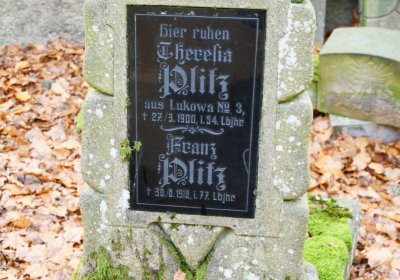 Hier ruhen
Theresia
Plitz
aus Lukowa No 3,
† 27./3. 1900, i. 54. Lbjhr
Franz
Plitz
† 30./6. 1918, i. 77. Lbjhr